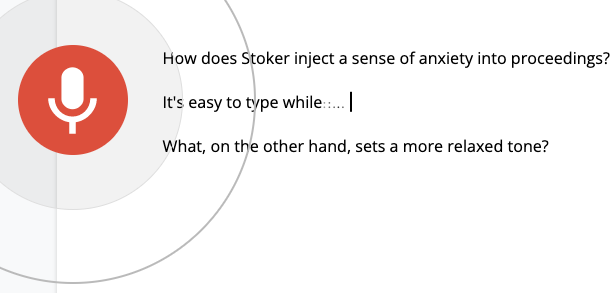 How does Stoker inject a sense of anxiety into proceedings?
It's easy to type while::...
What, on the other hand, sets a more relaxed tone?